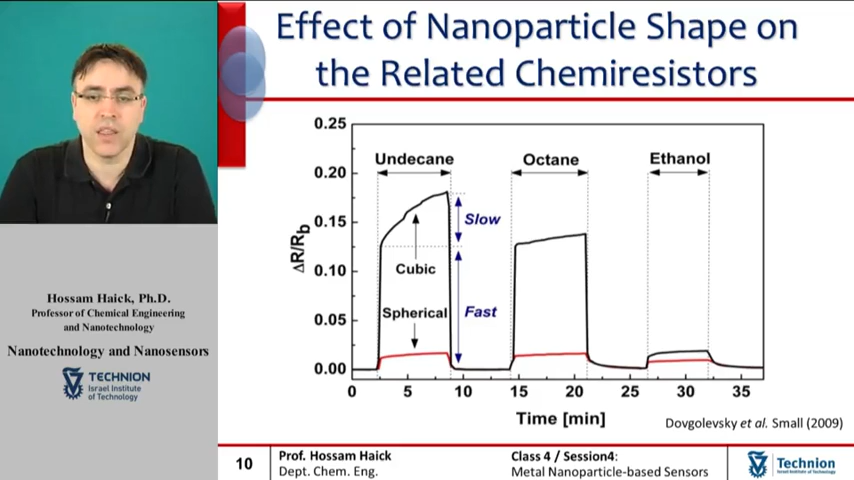 Effect of Nanoparticle Shape on
the Related Chemiresistors
Hossam Haick, Ph.D.
Professor of Chemical Engineering
and Nanotechnology
Nanotechnology and Nanosensors
TECHNION
Israel Institute
of Technology
0.25
0.20
0.15
0.10
0.05
0.00
ΔR/Rb
Undecane
Octane
Ethanol
Slow
Cubic
Spherical
Fast
0 5 10 15 20 25 30 35
Time [min]
Dovgolevsky et al. Small (2009)
10
Prof. Hossam Haick
Dept. Chem. Eng.
Class 4 / Session4:
Metal Nanoparticle-based Sensors
Technion
Israel Institute of Technology